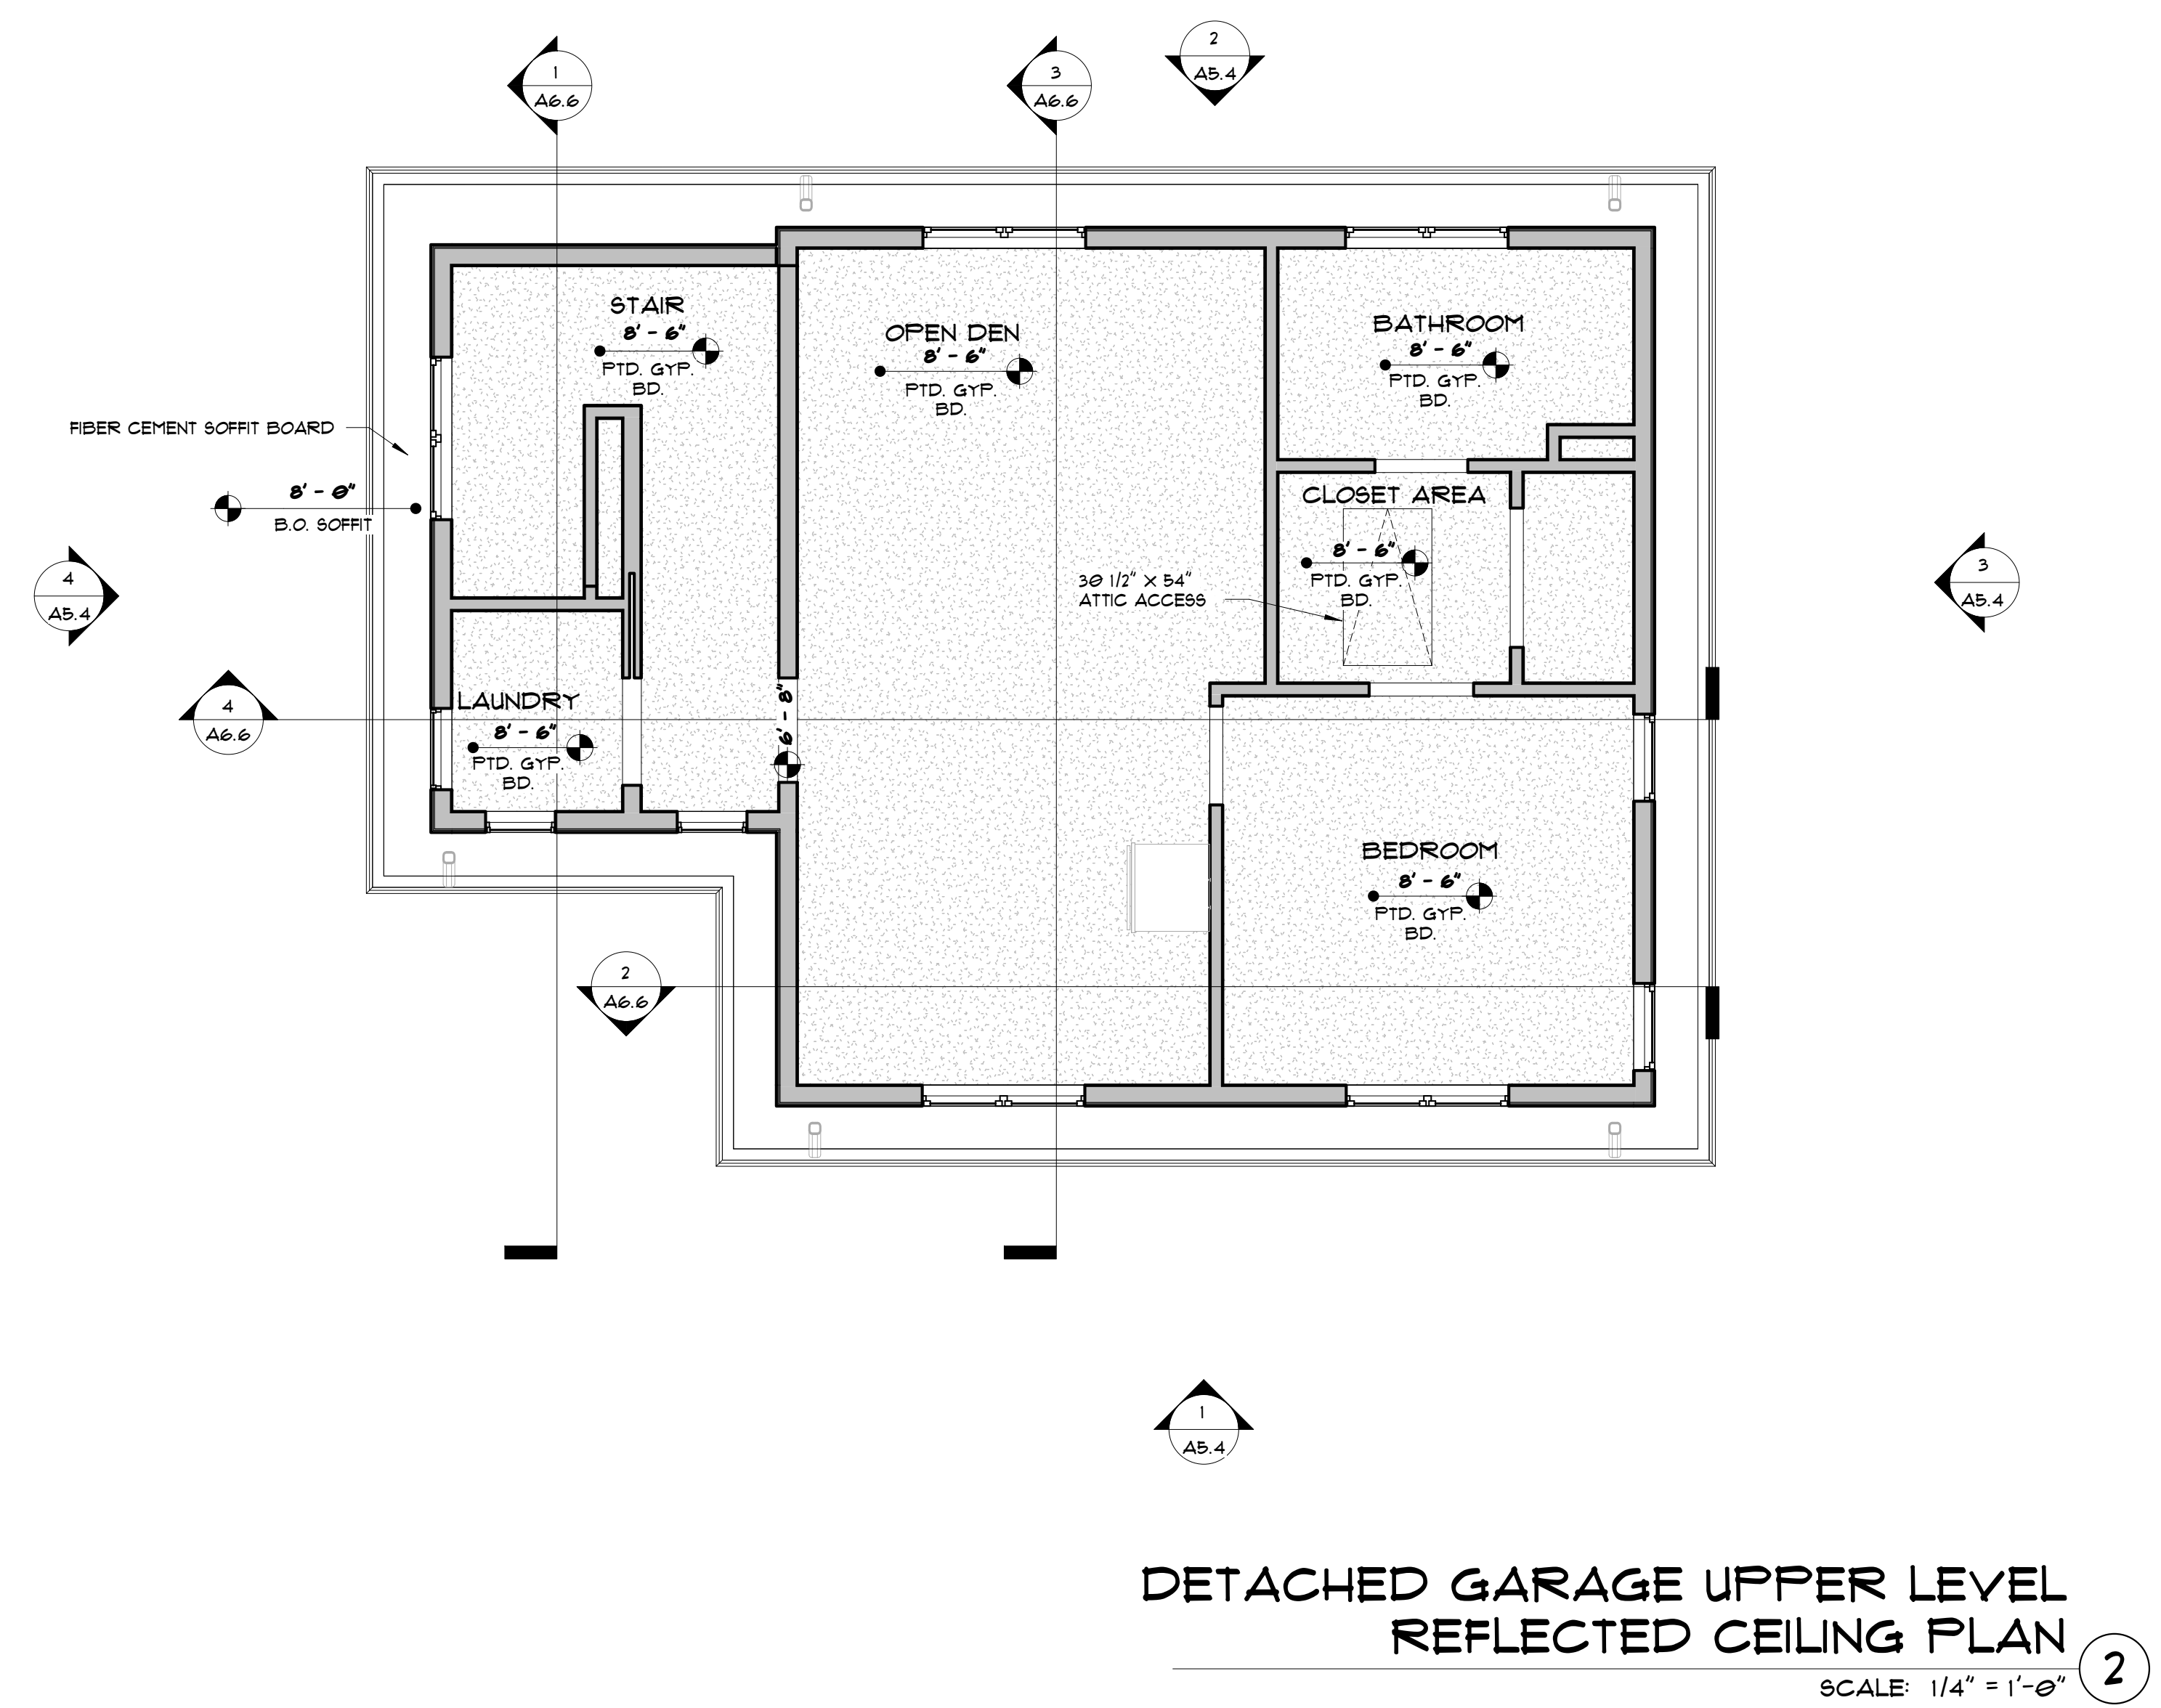 2
A5.4
1
A6.6
3
A6.6
STAIR
8' - 6"
PTD. GYP.
BD.
OPEN DEN
8' - 6"
PTD. GYP.
BD.
BATHROOM
8' - 6"
PTD. GYP.
BD.
FIBER CEMENT SOFFIT BOARD
8' - 0"
B.O. SOFFIT
CLOSET AREA
8' - 6"
PTD. GYP.
BD.
30 1/2" X 54"
ATTIC ACCESS
4
A5.4
3
A5.4
4
A6.6
LAUNDRY
8' - 6"
PTD. GYP.
BD.
6' - 8"
BEDROOM
8' - 6"
PTD. GYP.
BD.
2
A6.6
1
A5.4
DETACHED GARAGE UPPER LEVEL
REFLECTED CEILING PLAN
2
SCALE: 1/4" = 1'-0"